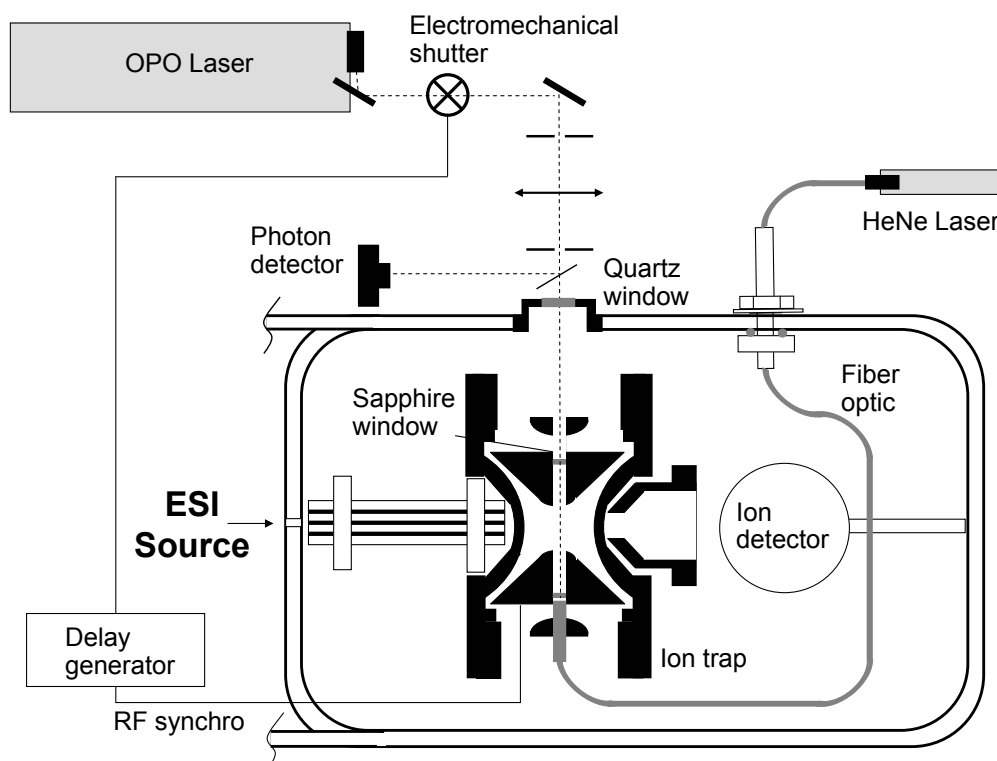 Electromechanical
shutter
OPO Laser
HeNe Laser
Photon
detector
Quartz
window
Fiber
optic
Sapphire
window
ESI
Source
Ion
detector
Delay
generator
Ion trap
RF synchro